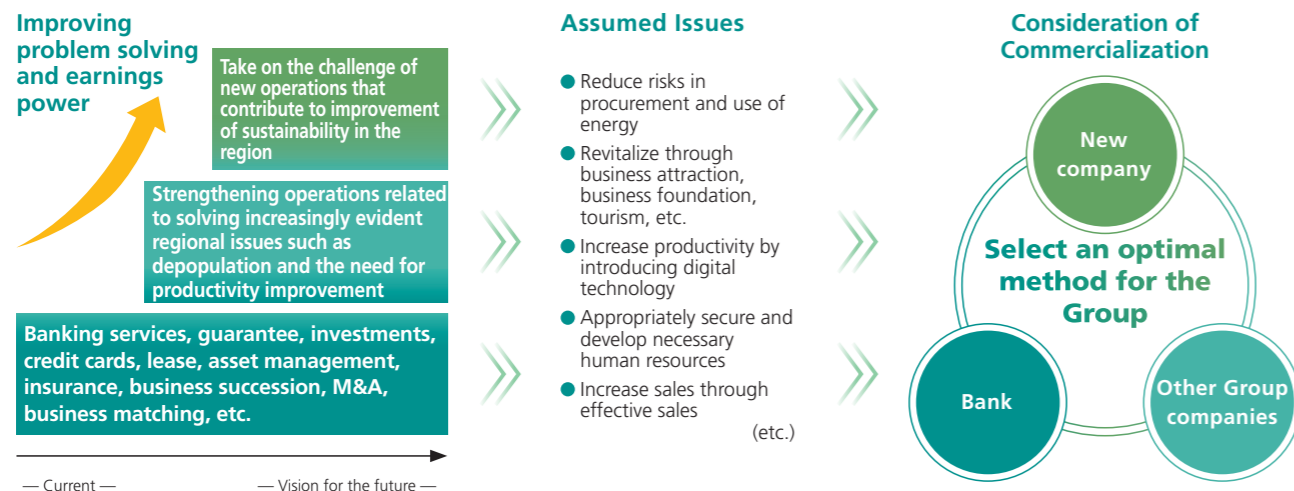 Improving
problem solving
and earnings
power
Take on the challenge of
new operations that
contribute to improvement
of sustainability in the
region
Strengthening operations related
to solving increasingly evident
regional issues such as
depopulation and the need for
productivity improvement
Banking services, guarantee, investments,
credit cards, lease, asset management,
insurance, business succession, M&A,
business matching, etc.
— Current —
— Vision for the future —
Assumed Issues
● Reduce risks in
procurement and use of
energy
● Revitalize through
business attraction,
business foundation,
tourism, etc.
● Increase productivity by
introducing digital
technology
● Appropriately secure and
develop necessary
human resources
● Increase sales through
effective sales
(etc.)
Consideration of
Commercialization
New
company
Select an optimal
method for the
Group
Bank
Other Group
companies